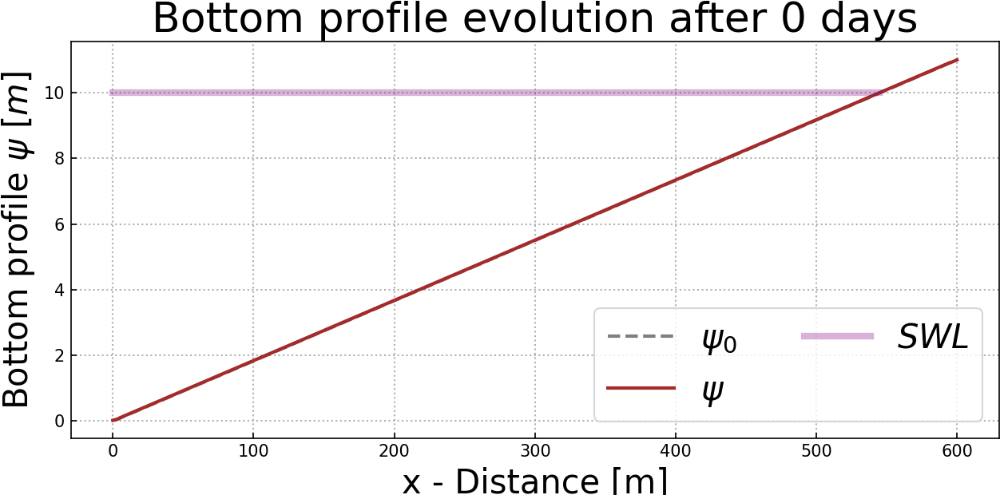 Bottom profile evolution after 0 days
Bottom profile ψ [m]
10
8
6
4
2
0
0 100 200 300 400 500 600
x - Distance [m]
ψ₀ SWL
ψ